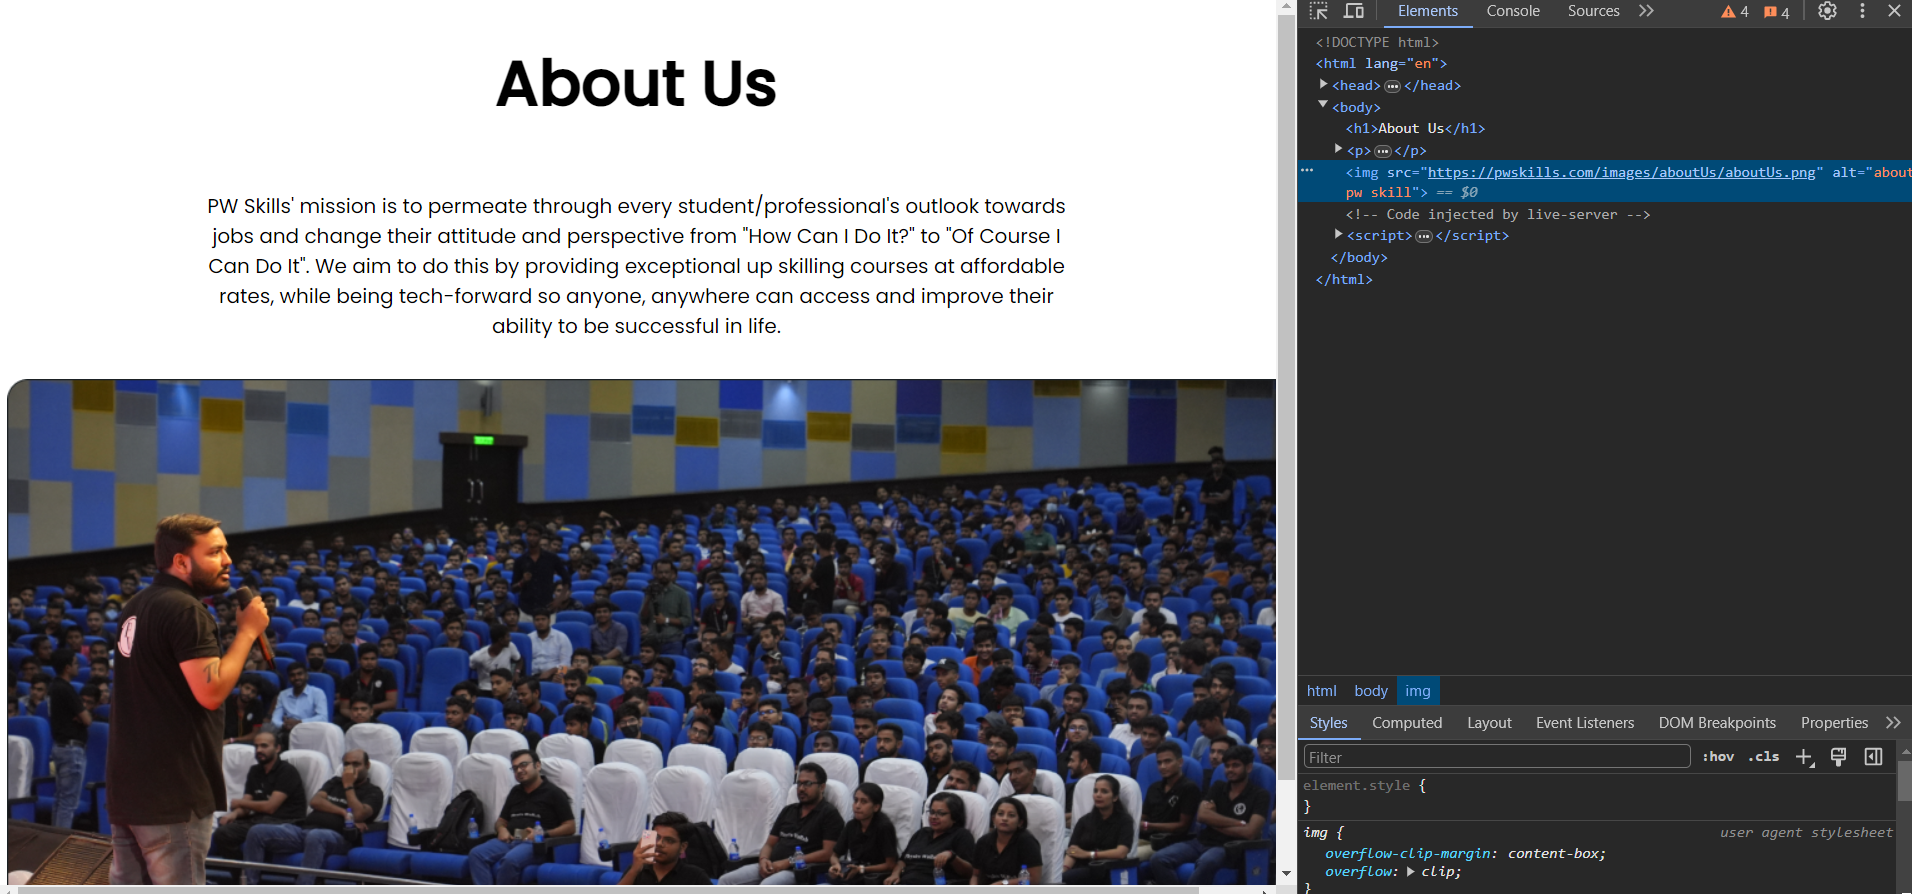 About Us
PW Skills' mission is to permeate through every student/professional's outlook towards
jobs and change their attitude and perspective from "How Can I Do It?" to "Of Course I
Can Do It". We aim to do this by providing exceptional up skilling courses at affordable
rates, while being tech-forward so anyone, anywhere can access and improve their
ability to be successful in life.
Elements Console Sources 4 4
<!DOCTYPE html>
<html lang="en">
<head> </head>
<body>
<h1>About Us</h1>
<p> </p>
<img src="https://pwskills.com/images/aboutUs/aboutUs.png" alt="about
pw skill"> == $0
<!-- Code injected by live-server -->
<script> </script>
</body>
</html>
html body img
Styles Computed Layout Event Listeners DOM Breakpoints Properties
Filter :hov .cls
element.style {
}
img { user agent stylesheet
overflow-clip-margin: content-box;
overflow: clip;
}